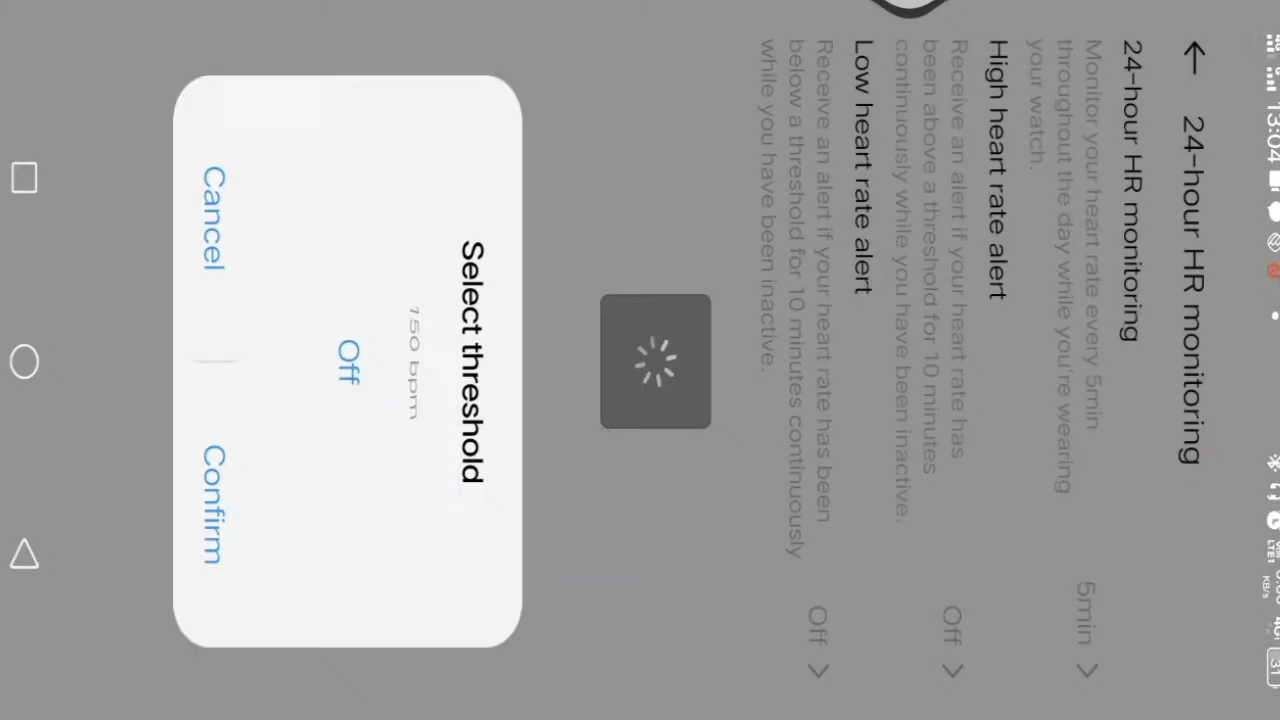 13:04
24-hour HR monitoring
24-hour HR monitoring
Monitor your heart rate every 5min
throughout the day while you're wearing
your watch.
5min
High heart rate alert
Receive an alert if your heart rate has
been above a threshold for 10 minutes
continuously while you have been inactive.
Off
Low heart rate alert
Receive an alert if your heart rate has been
below a threshold for 10 minutes continuously
while you have been inactive.
Off
Select threshold
150 bpm
Off
Cancel
Confirm